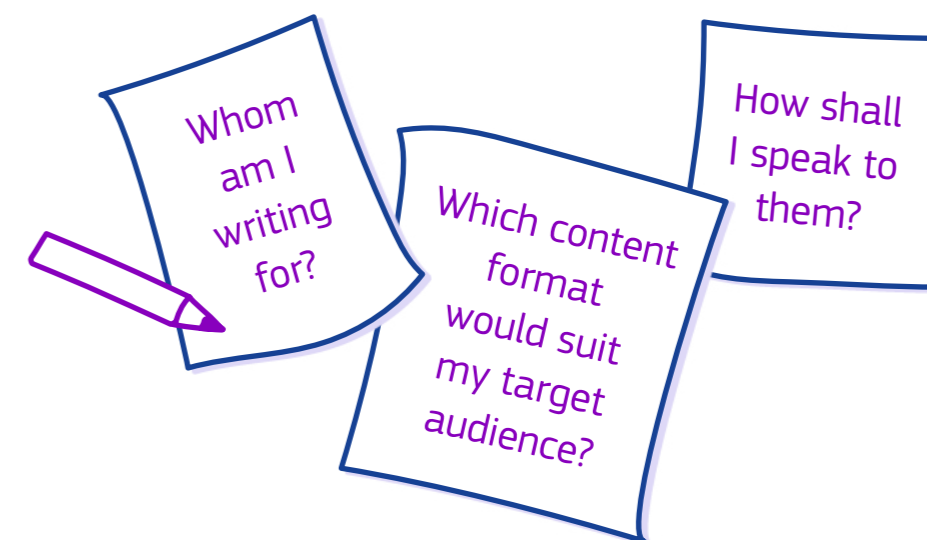 Whom
am I
writing
for?
Which content
format
would suit
my target
audience?
How shall
I speak to
them?